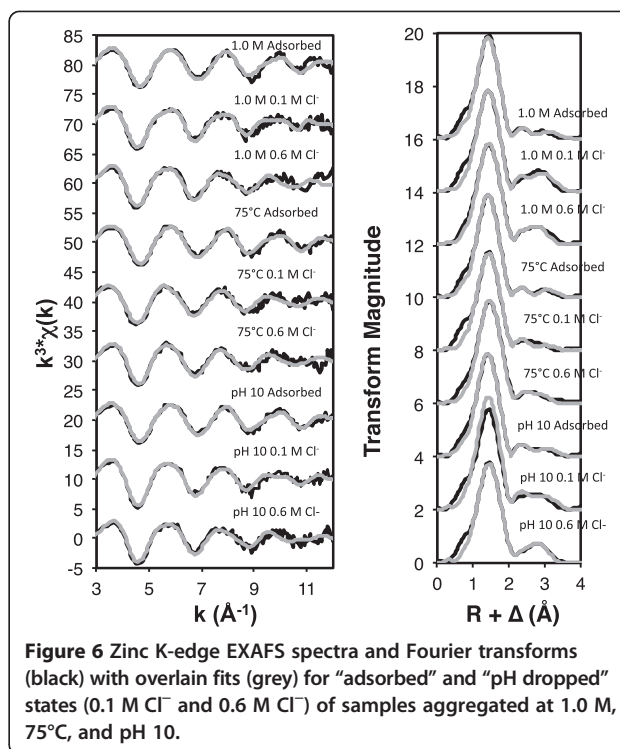 85
80
75
70
65
60
55
50
45
40
35
30
25
20
15
10
5
0
-5
k³*χ(k)
1.0 M Adsorbed
1.0 M 0.1 M Cl⁻
1.0 M 0.6 M Cl⁻
75°C Adsorbed
75°C 0.1 M Cl⁻
75°C 0.6 M Cl⁻
pH 10 Adsorbed
pH 10 0.1 M Cl⁻
pH 10 0.6 M Cl-
3 5 7 9 11
k (Å⁻¹)
20
18
16
14
12
10
8
6
4
2
0
Transform Magnitude
1.0 M Adsorbed
1.0 M 0.1 M Cl⁻
1.0 M 0.6 M Cl⁻
75°C Adsorbed
75°C 0.1 M Cl⁻
75°C 0.6 M Cl⁻
pH 10 Adsorbed
pH 10 0.1 M Cl⁻
pH 10 0.6 M Cl-
0 1 2 3 4
R + Δ (Å)
Figure 6 Zinc K-edge EXAFS spectra and Fourier transforms
(black) with overlain fits (grey) for “adsorbed” and “pH dropped”
states (0.1 M Cl⁻ and 0.6 M Cl⁻) of samples aggregated at 1.0 M,
75°C, and pH 10.